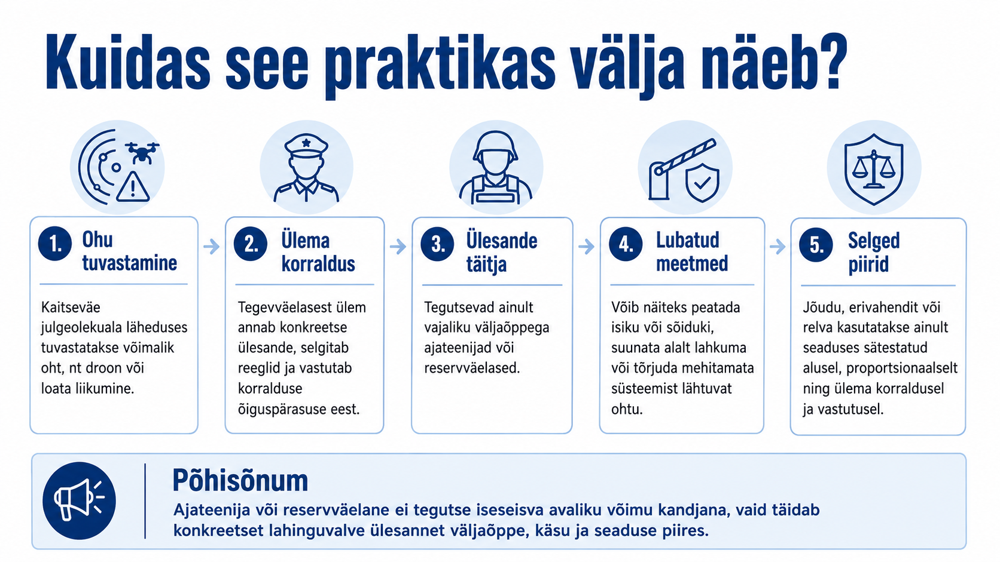 Kuidas see praktikas välja näeb?
1. Ohu
tuvastamine
Kaitseväe
julgeolekuala läheduses
tuvastatakse võimalik
oht, nt droon või
loata liikumine.
2. Ülema
korraldus
Tegevväelasest ülem
annab konkreetse
ülesande, selgitab
reeglid ja vastutab
korralduse
õiguspärasuse eest.
3. Ülesande
täitja
Tegutsevad ainult
vajaliku väljaõppega
ajateenijad või
reservväelased.
4. Lubatud
meetmed
Võib näiteks peatada
isiku või sõiduki,
suunata alalt lahkuma
või tõrjuda mehitamata
süsteemist lähtuvat
ohtu.
5. Selged
piirid
Jõudu, erivahendit või
relva kasutatakse ainult
seaduses sätestatud
alusel, proportsionaalselt
ning ülema korraldusel
ja vastutusel.
Põhisõnum
Ajateenija või reservväelane ei tegutse iseseisva avaliku võimu kandjana, vaid täidab
konkreetset lahinguvalve ülesannet väljaõppe, käsu ja seaduse piires.